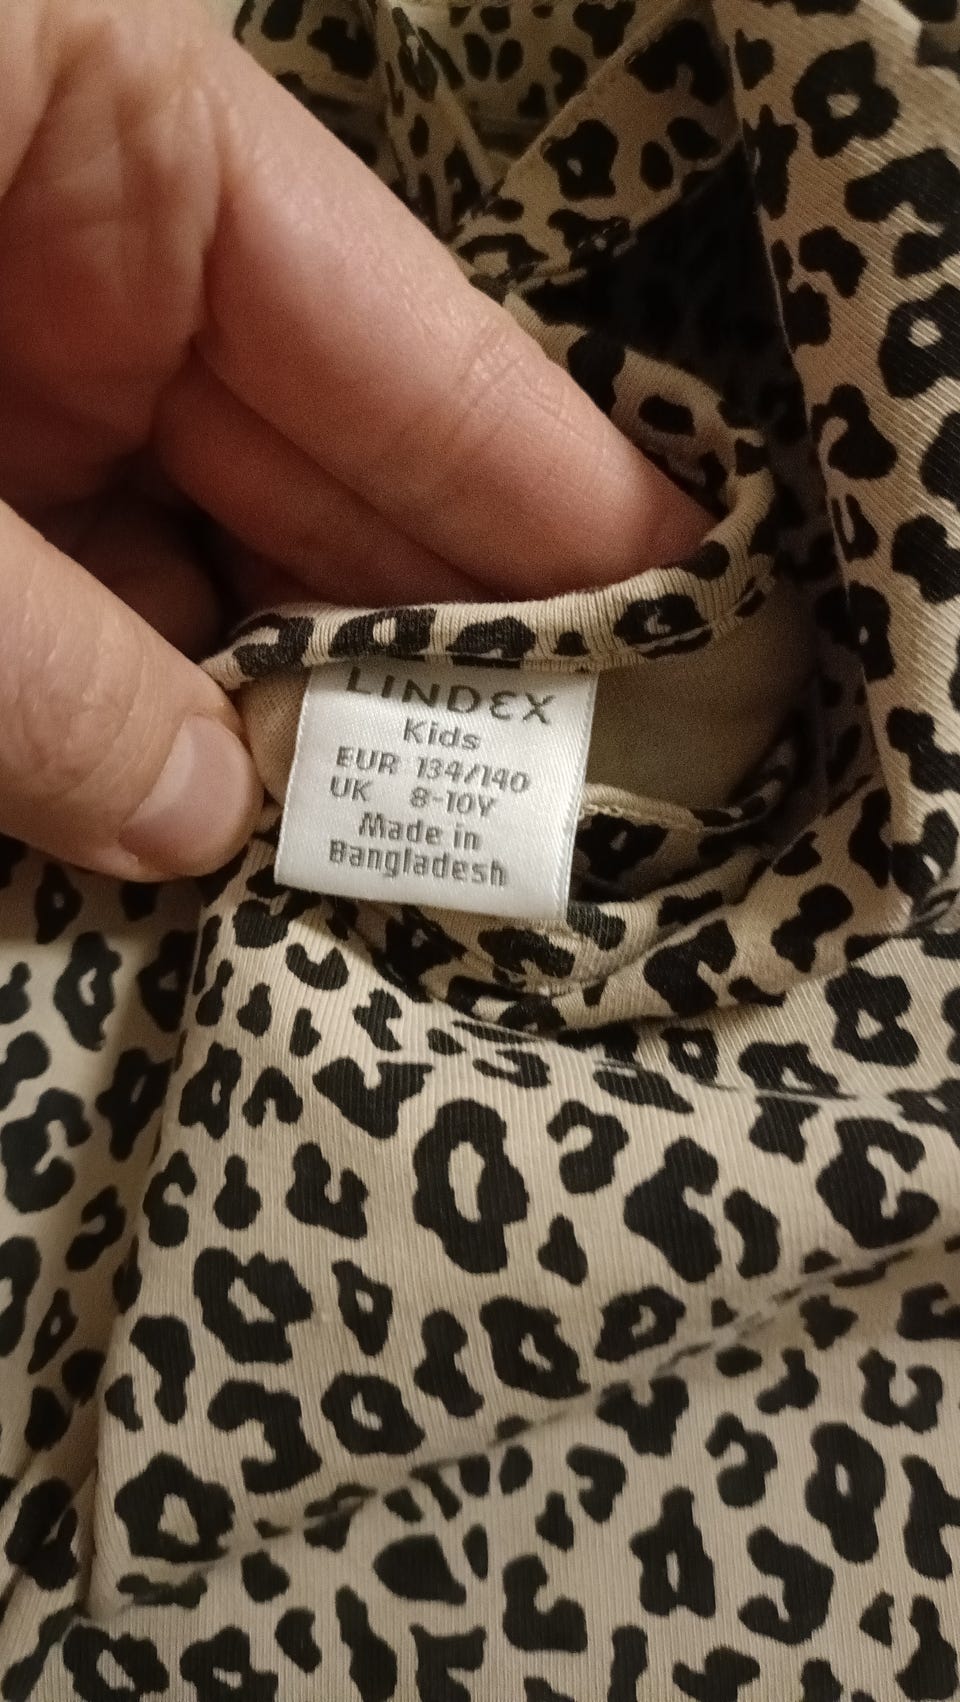 LINDEX
Kids
EUR 134/140
UK 8-10Y
Made in
Bangladesh